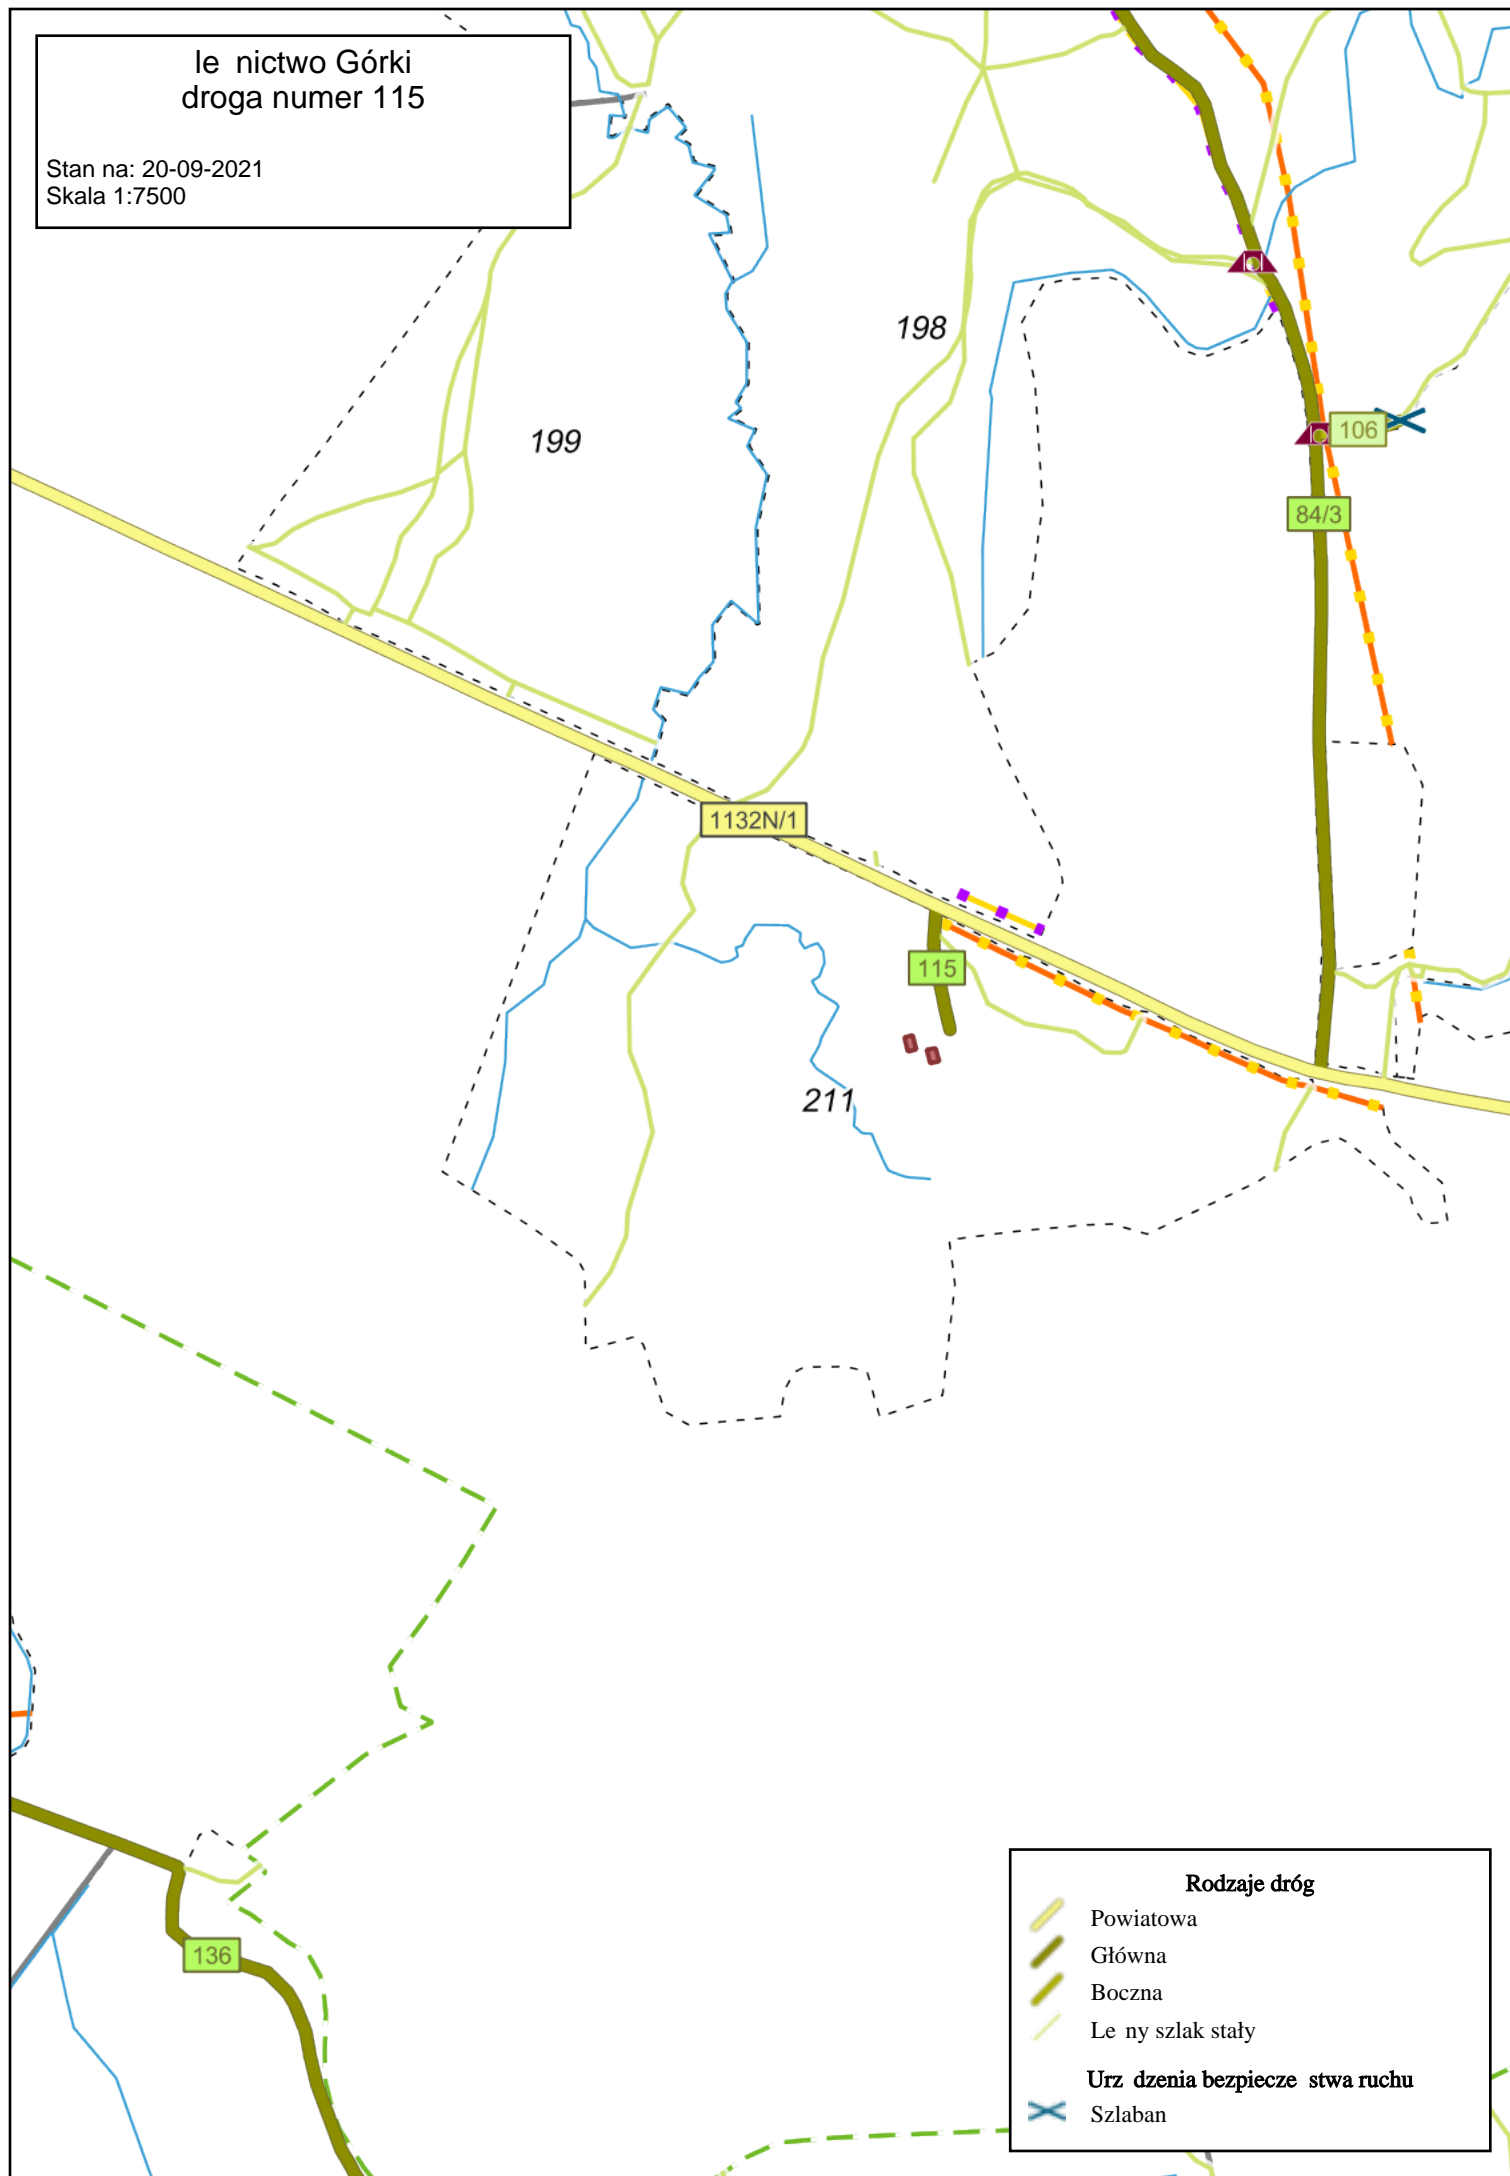 le nictwo Górki
droga numer 115
Stan na: 20-09-2021
Skala 1:7500
198
199
106
84/3
1132N/1
115
211
136
Rodzaje dróg
Powiatowa
Główna
Boczna
Le ny szlak stały
Urz dzenia bezpiecze stwa ruchu
Szlaban